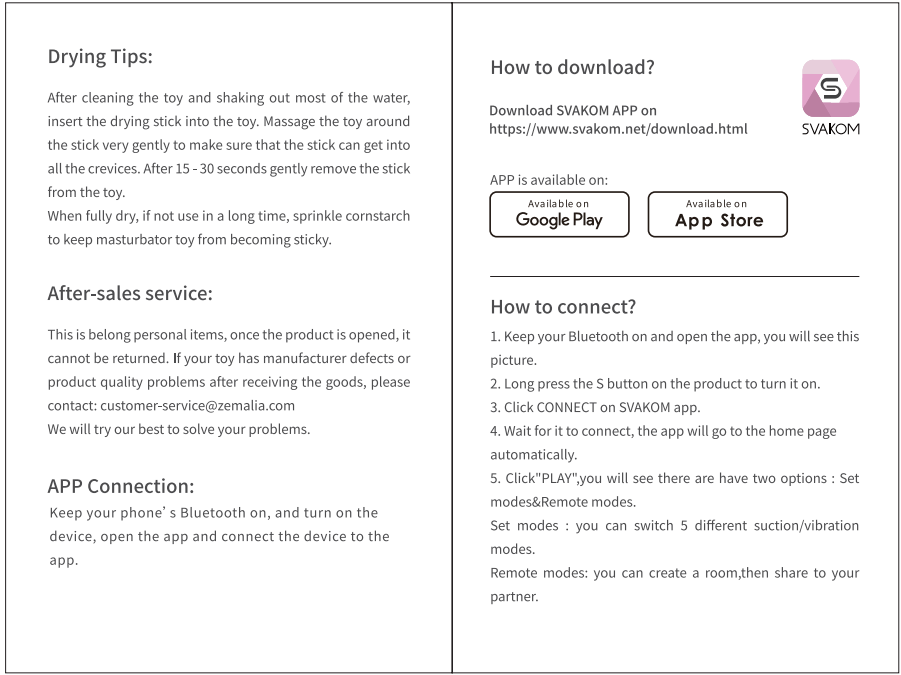 Drying Tips:
After cleaning the toy and shaking out most of the water,
insert the drying stick into the toy. Massage the toy around
the stick very gently to make sure that the stick can get into
all the crevices. After 15 - 30 seconds gently remove the stick
from the toy.
When fully dry, if not use in a long time, sprinkle cornstarch
to keep masturbator toy from becoming sticky.
After-sales service:
This is belong personal items, once the product is opened, it
cannot be returned. If your toy has manufacturer defects or
product quality problems after receiving the goods, please
contact: customer-service@zemalia.com
We will try our best to solve your problems.
APP Connection:
Keep your phone's Bluetooth on, and turn on the
device, open the app and connect the device to the
app.
How to download?
Download SVAKOM APP on
https://www.svakom.net/download.html
SVAKOM
APP is available on:
Available on
Google Play
Available on
App Store
How to connect?
1. Keep your Bluetooth on and open the app, you will see this
picture.
2. Long press the S button on the product to turn it on.
3. Click CONNECT on SVAKOM app.
4. Wait for it to connect, the app will go to the home page
automatically.
5. Click"PLAY",you will see there are have two options : Set
modes&Remote modes.
Set modes : you can switch 5 different suction/vibration
modes.
Remote modes: you can create a room,then share to your
partner.